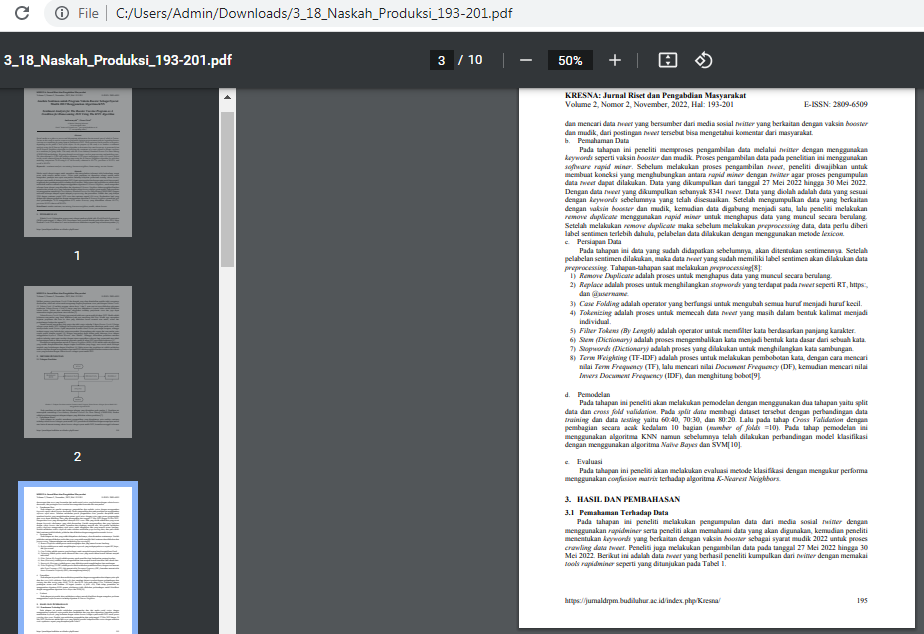 File
C:/Users/Admin/Downloads/3_18_Naskah_Produksi_193-201.pdf
3_18_Naskah_Produksi_193-201.pdf
3 / 10
50%
1
2
KRESNA: Jurnal Riset dan Pengabdian Masyarakat
Volume 2, Nomor 2, November, 2022, Hal: 193-201
E-ISSN: 2809-6509
dan mencari data tweet yang bersumber dari media sosial twitter yang berkaitan dengan vaksin booster
dan mudik, dari postingan tweet tersebut bisa mengetahui komentar dari masyarakat.
b. Pemahaman Data
Pada tahapan ini peneliti memproses pengambilan data melalui twitter dengan menggunakan
keywords seperti vaksin booster dan mudik. Proses pengambilan data pada penelitian ini menggunakan
software rapid miner. Sebelum melakukan proses pengambilan tweet, peneliti diwajibkan untuk
membuat koneksi yang menghubungkan antara rapid miner dengan twitter agar proses pengumpulan
data tweet dapat dilakukan. Data yang dikumpulkan dari tanggal 27 Mei 2022 hingga 30 Mei 2022.
Dengan data tweet yang dikumpulkan sebanyak 8341 tweet. Data yang diolah adalah data yang sesuai
dengan keywords sebelumnya yang telah disesuaikan. Setelah mengumpulkan data yang berkaitan
dengan vaksin booster dan mudik, kemudian data digabung menjadi satu, lalu peneliti melakukan
remove duplicate menggunakan rapid miner untuk menghapus data yang muncul secara berulang.
Setelah melakukan remove duplicate maka sebelum melakukan preprocessing data, data perlu diberi
label sentimen terlebih dahulu, pelabelan data dilakukan dengan menggunakan metode lexicon.
c. Persiapan Data
Pada tahapan ini data yang sudah didapatkan sebelumnya, akan ditentukan sentimennya. Setelah
pelabelan sentimen dilakukan, maka data tweet yang sudah memiliki label sentimen akan dilakukan data
preprocessing. Tahapan-tahapan saat melakukan preprocessing[8]:
1) Remove Duplicate adalah proses untuk menghapus data yang muncul secara berulang.
2) Replace adalah proses untuk menghilangkan stopwords yang terdapat pada tweet seperti RT, https:,
dan @username.
3) Case Folding adalah operator yang berfungsi untuk mengubah semua huruf menjadi huruf kecil.
4) Tokenizing adalah proses untuk memecah data tweet yang masih dalam bentuk kalimat menjadi
individual.
5) Filter Tokens (By Length) adalah operator untuk memfilter kata berdasarkan panjang karakter.
6) Stem (Dictionary) adalah proses mengembalikan kata menjadi bentuk kata dasar dari sebuah kata.
7) Stopwords (Dictionary) adalah proses yang dilakukan untuk menghilangkan kata sambungan.
8) Term Weighting (TF-IDF) adalah proses untuk melakukan pembobotan kata, dengan cara mencari
nilai Term Frequency (TF), lalu mencari nilai Document Frequency (DF), kemudian mencari nilai
Invers Document Frequency (IDF), dan menghitung bobot[9].
d. Pemodelan
Pada tahapan ini peneliti akan melakukan pemodelan dengan menggunakan dua tahapan yaitu split
data dan cross fold validation. Pada split data membagi dataset tersebut dengan perbandingan data
training dan data testing yaitu 60:40, 70:30, dan 80:20. Lalu pada tahap Cross Validation dengan
pembagian secara acak kedalam 10 bagian (number of folds =10). Pada tahap pemodelan ini
menggunakan algoritma KNN namun sebelumnya telah dilakukan perbandingan model klasifikasi
dengan menggunakan algoritma Naïve Bayes dan SVM[10].
e. Evaluasi
Pada tahapan ini peneliti akan melakukan evaluasi metode klasifikasi dengan mengukur performa
menggunakan confusion matrix terhadap algoritma K-Nearest Neighbors.
3. HASIL DAN PEMBAHASAN
3.1 Pemahaman Terhadap Data
Pada tahapan ini peneliti melakukan pengumpulan data dari media sosial twitter dengan
menggunakan rapidminer serta peneliti akan memahami data yang akan digunakan, kemudian peneliti
menentukan keywords yang berkaitan dengan vaksin booster sebagai syarat mudik 2022 untuk proses
crawling data tweet. Peneliti juga melakukan pengambilan data pada tanggal 27 Mei 2022 hingga 30
Mei 2022. Berikut ini adalah data tweet yang berhasil peneliti kumpulkan dari twitter dengan memakai
tools rapidminer seperti yang ditunjukan pada Tabel 1.
https://jurnaldrpm.budiluhur.ac.id/index.php/Kresna/
195